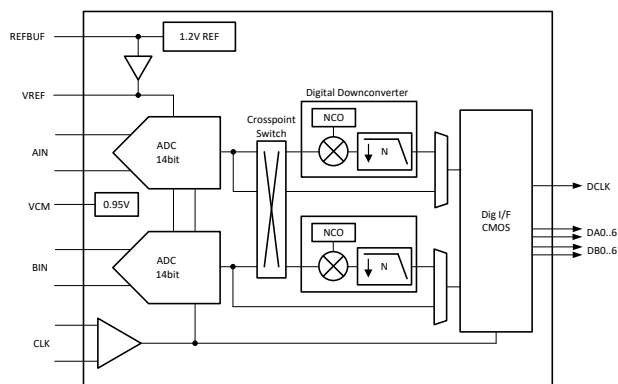 REFBUF
1.2V REF
VREF
Digital Downconverter
Crosspoint
Switch
NCO
N
ADC
14bit
AIN
VCM
0.95V
Dig I/F
CMOS
DCLK
DA0..6
DB0..6
NCO
N
ADC
14bit
BIN
CLK